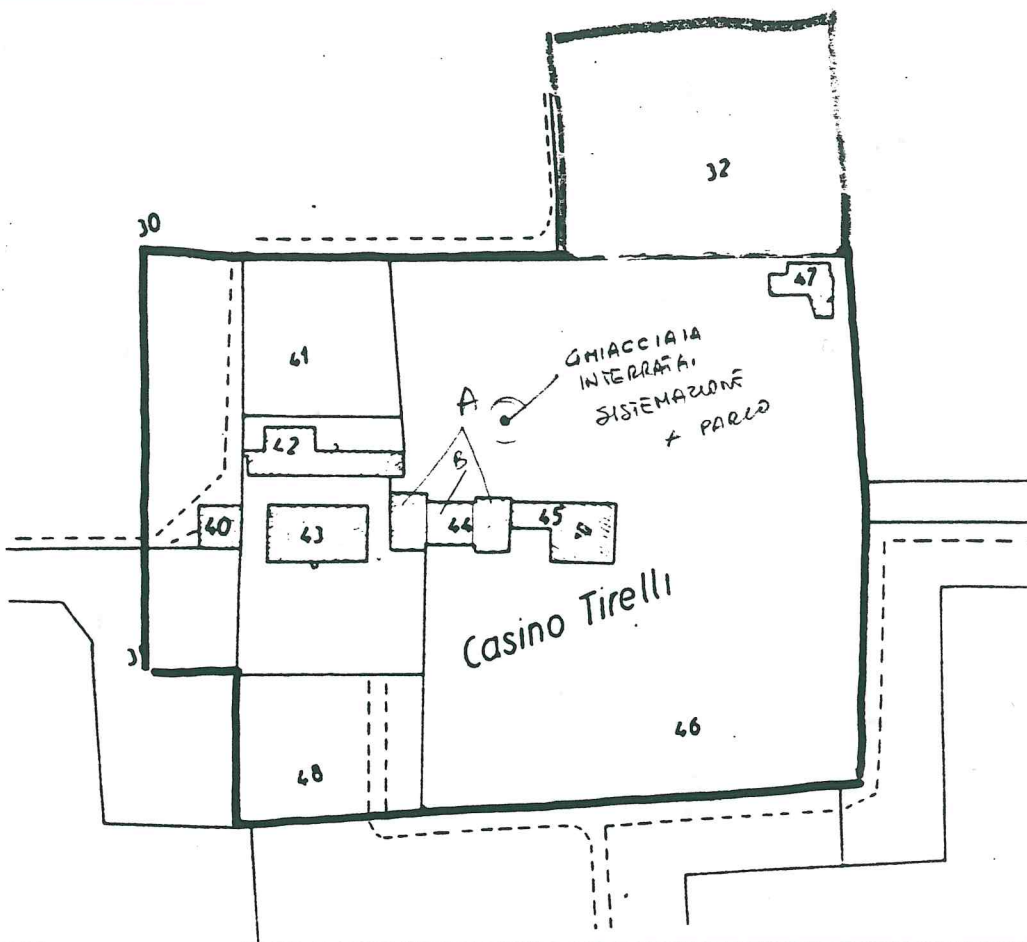 32
30
47
41
GHIACCIAIA
INTERRATA.
SISTEMAZIONE
+ PARCO
A
B
42
40
43
44
45
Casino Tirelli
46
48